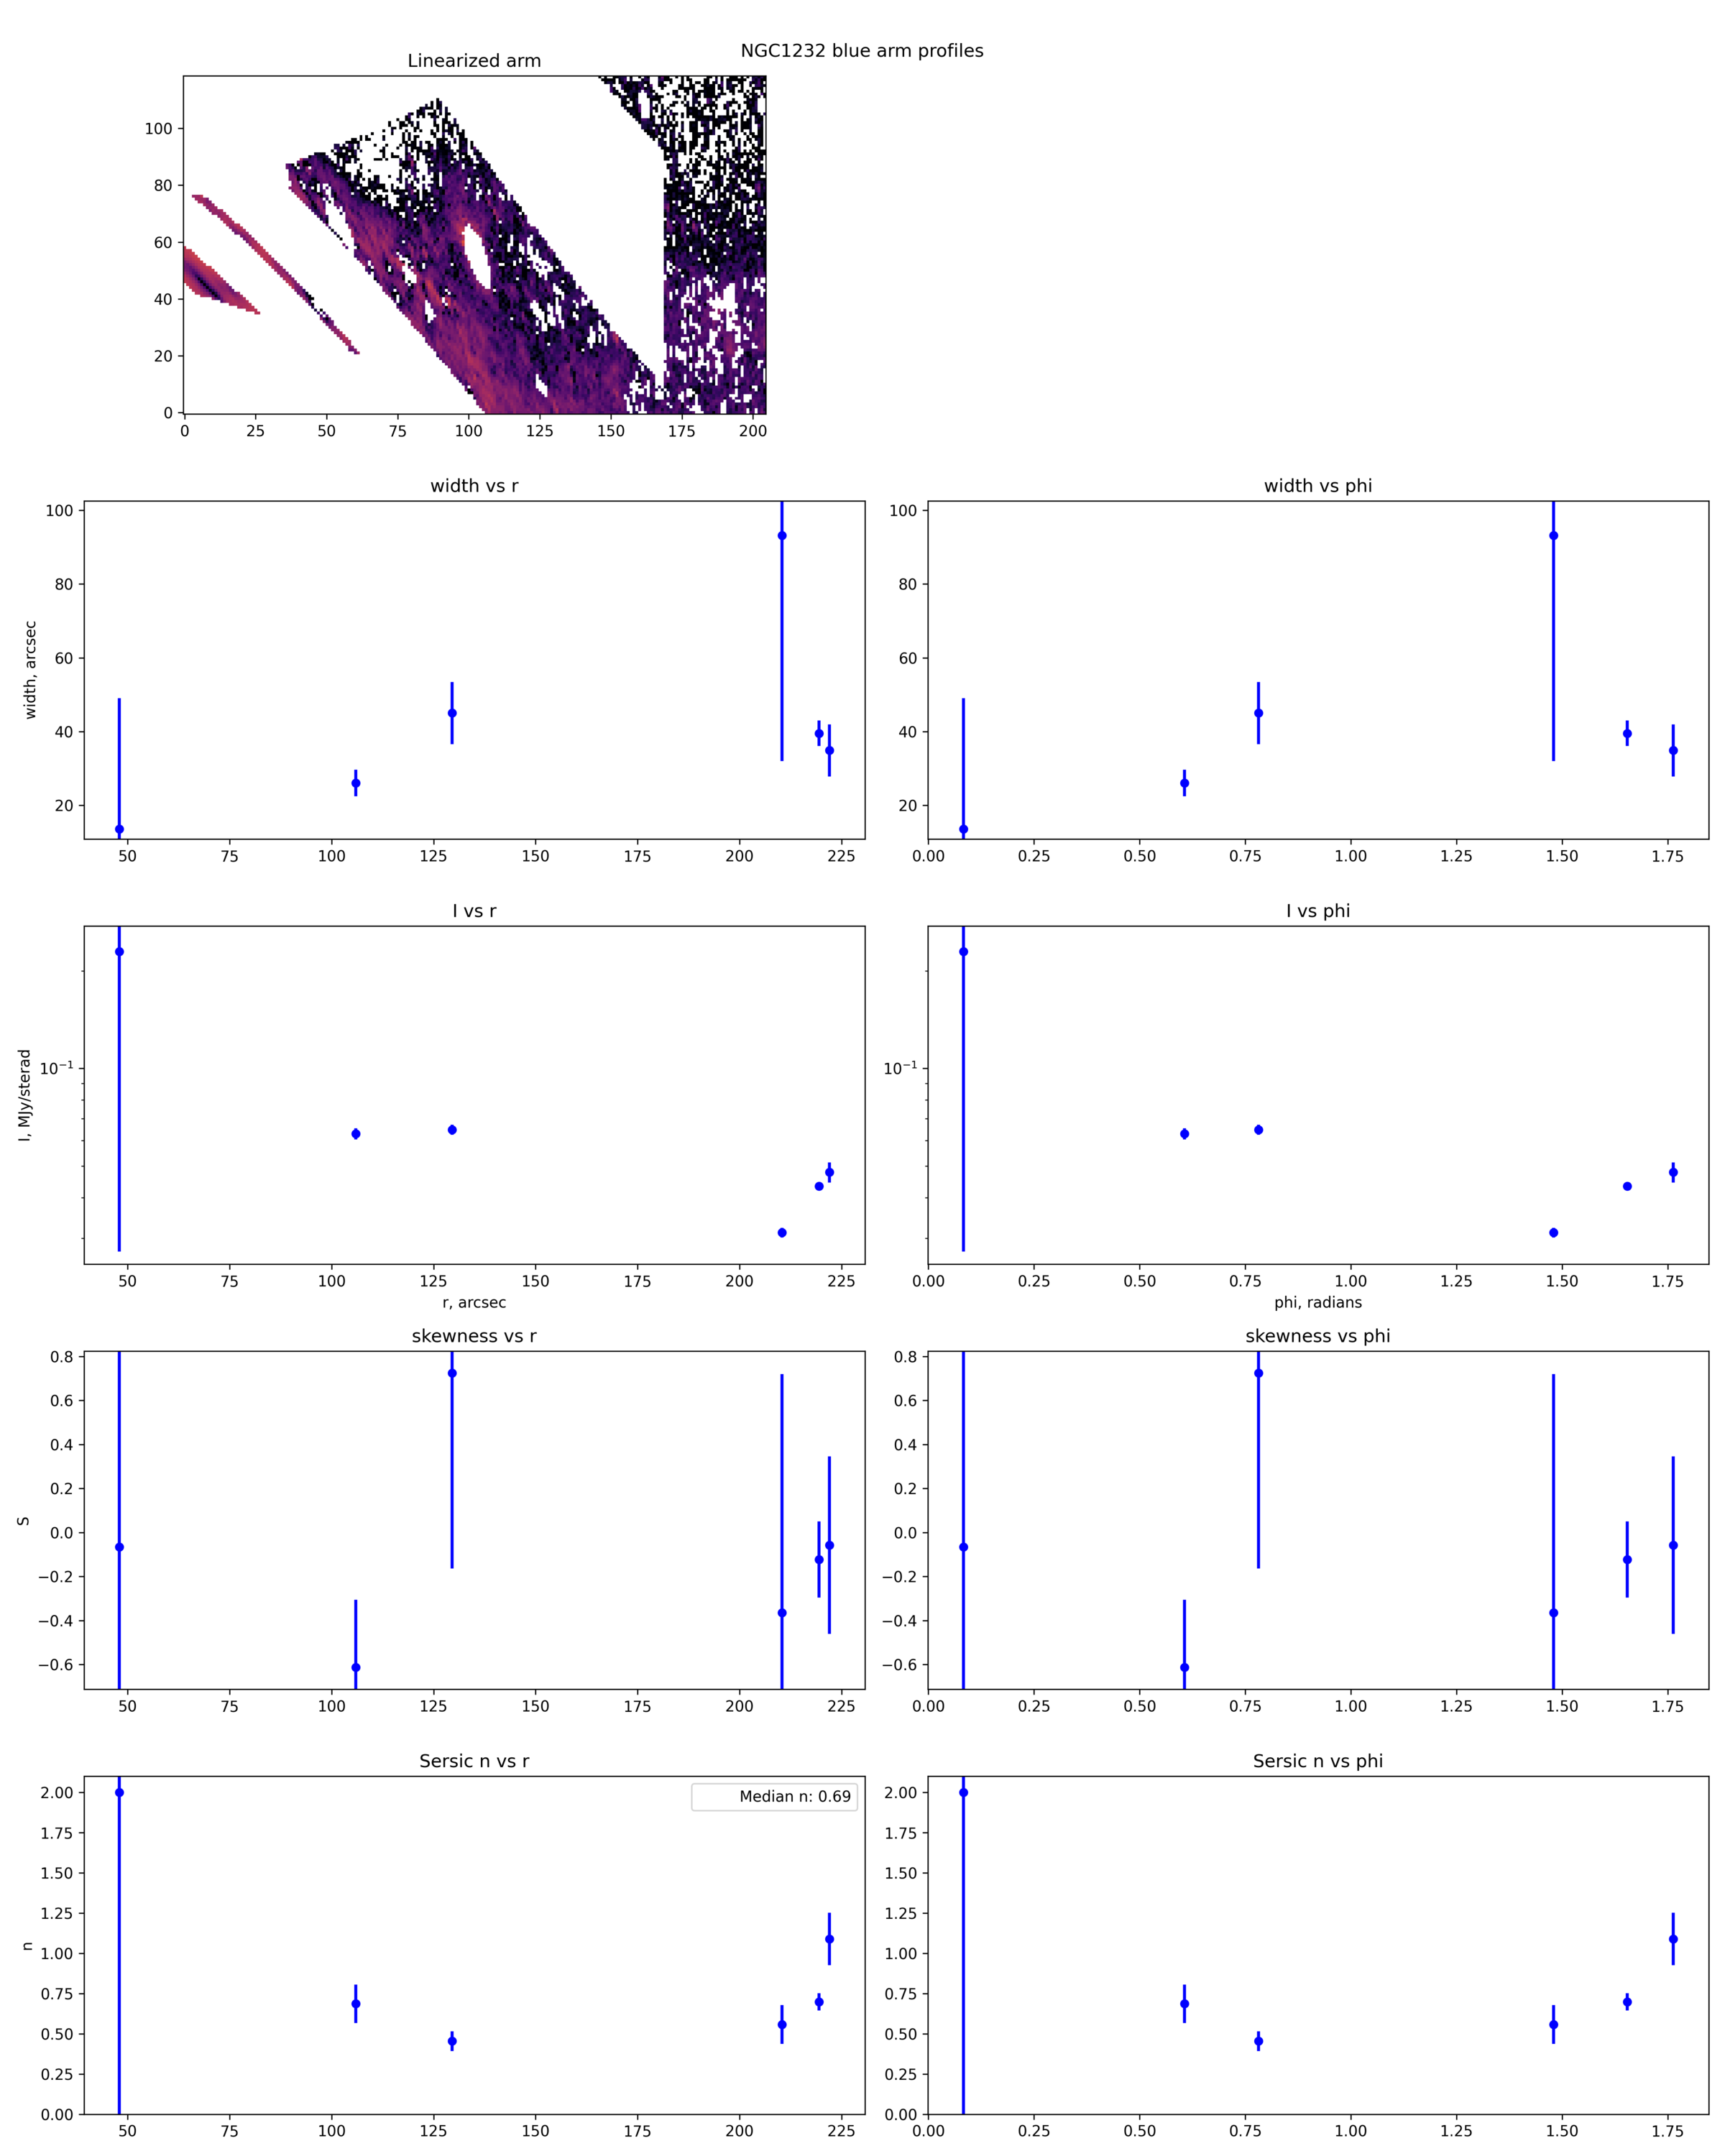 NGC1232 blue arm profiles
Linearized arm
100
80
60
40
20
0
0 25 50 75 100 125 150 175 200
width vs r
width vs phi
width, arcsec
100
80
60
40
20
50 75 100 125 150 175 200 225
100
80
60
40
20
0.00 0.25 0.50 0.75 1.00 1.25 1.50 1.75
I vs r
I vs phi
I, MJy/sterad
10⁻¹
50 75 100 125 150 175 200 225
r, arcsec
10⁻¹
0.00 0.25 0.50 0.75 1.00 1.25 1.50 1.75
phi, radians
skewness vs r
skewness vs phi
S
0.8
0.6
0.4
0.2
0.0
−0.2
−0.4
−0.6
50 75 100 125 150 175 200 225
0.8
0.6
0.4
0.2
0.0
−0.2
−0.4
−0.6
0.00 0.25 0.50 0.75 1.00 1.25 1.50 1.75
Sersic n vs r
Sersic n vs phi
Median n: 0.69
n
2.00
1.75
1.50
1.25
1.00
0.75
0.50
0.25
0.00
50 75 100 125 150 175 200 225
2.00
1.75
1.50
1.25
1.00
0.75
0.50
0.25
0.00
0.00 0.25 0.50 0.75 1.00 1.25 1.50 1.75